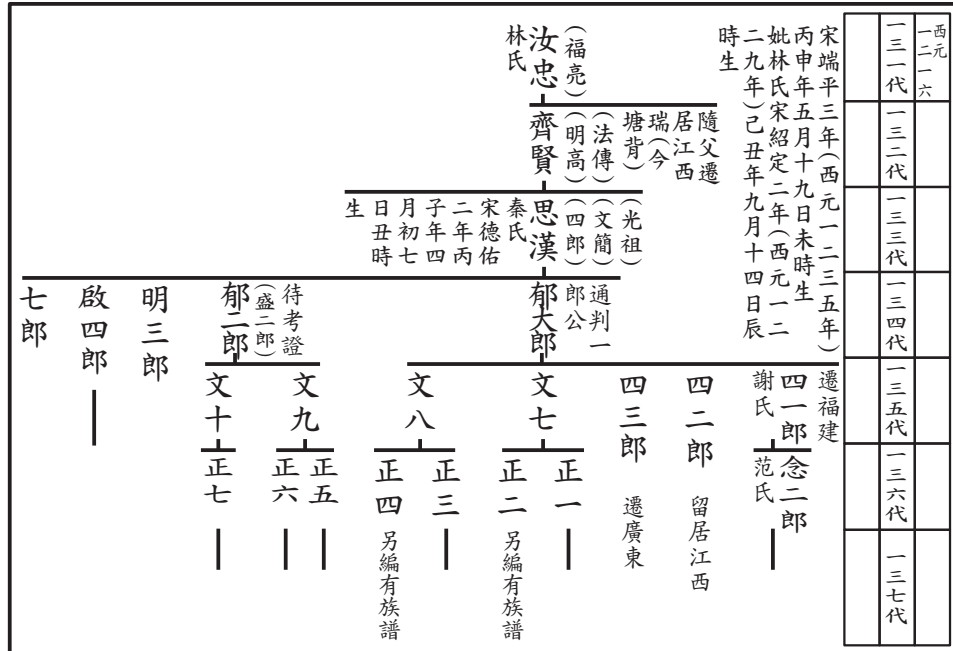 西元
一二一六
一三一代
一三二代
一三三代
一三四代
一三五代
一三六代
一三七代
宋端平三年(西元一二三五年)
丙申年五月十九日未時生
妣林氏宋紹定二年(西元一二
二九年)己丑年九月十四日辰
時生
(福亮)
汝忠
林氏
隨父遷
居江西
瑞(今
塘背)
(法傳)
(明高)
齊賢
(光祖)
(文簡)
(四郎)
思漢
秦氏
宋德佑
二年丙
子年四
月初七
日丑時
生
通判一
郎公
郁大郎
待考證
(盛二郎)
郁二郎
明三郎
啟四郎
七郎
遷福建
四一郎
謝氏
四二郎
留居江西
四三郎
遷廣東
文七
文八
文九
文十
念二郎
范氏
正一
正二
另編有族譜
正三
正四
另編有族譜
正五
正六
正七